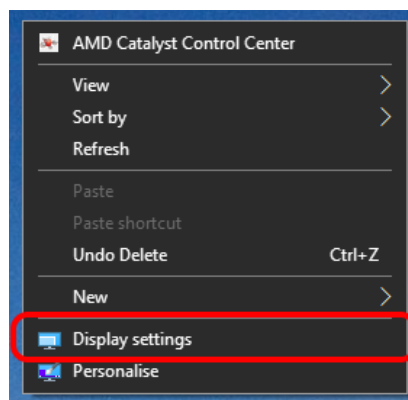 AMD Catalyst Control Center
View
Sort by
Refresh
Paste
Paste shortcut
Undo Delete Ctrl+Z
New
Display settings
Personalise